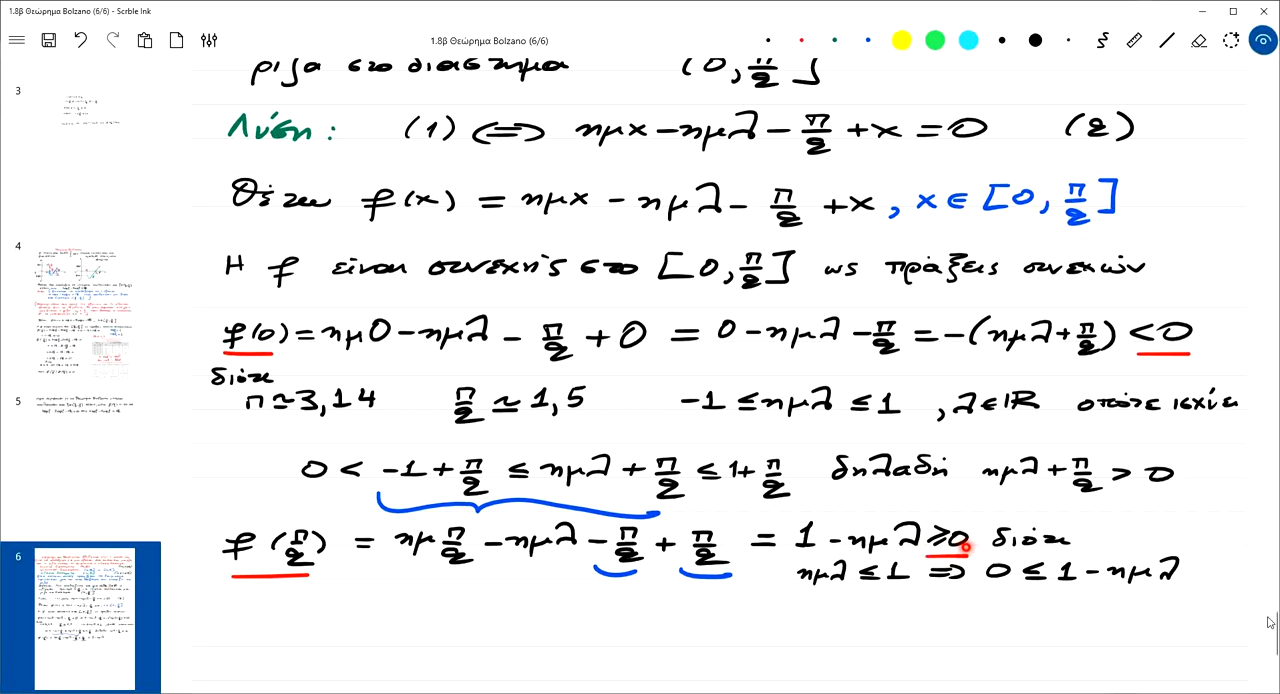 1.8β Θεώρημα Bolzano (6/6) - Scrble Ink
1.8β Θεώρημα Bolzano (6/6)
ρίζα στο διάστημα (0, π/2]
Λύση: (1) ⟺ ημx - ημλ - π/2 + x = 0 (2)
Θέτω f(x) = ημx - ημλ - π/2 + x, x ∈ [0, π/2]
Η f είναι συνεχής στο [0, π/2] ως πράξεις συνεχών
f(0) = ημ0 - ημλ - π/2 + 0 = 0 - ημλ - π/2 = -(ημλ + π/2) < 0
διότι
π ≃ 3,14 π/2 ≃ 1,5 -1 ≤ ημλ ≤ 1, λ ∈ ℝ οπότε ισχύει
0 < -1 + π/2 ≤ ημλ + π/2 ≤ 1 + π/2 δηλαδή ημλ + π/2 > 0
f(π/2) = ημ π/2 - ημλ - π/2 + π/2 = 1 - ημλ ≥ 0 διότι
ημλ ≤ 1 ⟹ 0 ≤ 1 - ημλ
3
4
5
6